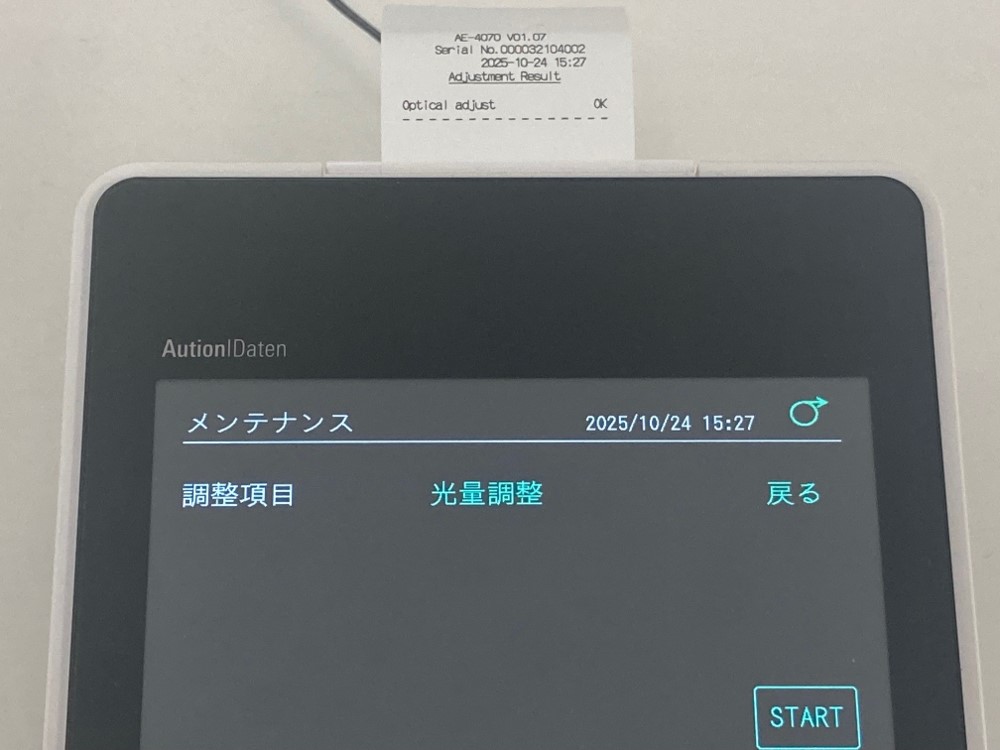 AE-4070 V01.07
Serial No.000032104002
2025-10-24 15:27
Adjustment Result
Optical adjust OK
Aution|Daten
メンテナンス 2025/10/24 15:27
調整項目 光量調整 戻る
START